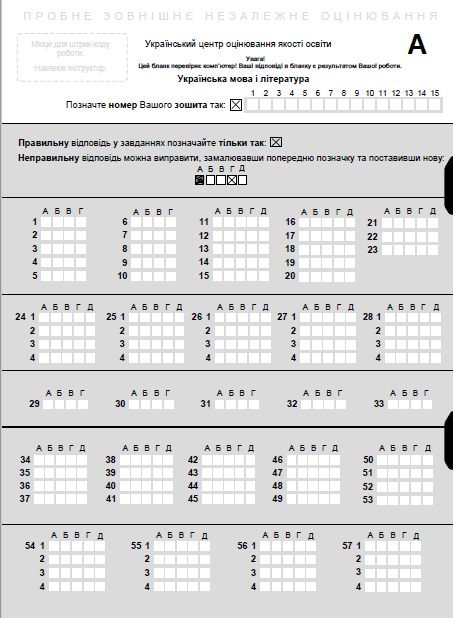 ПРОБНЕ ЗОВНІШНЄ НЕЗАЛЕЖНЕ ОЦІНЮВАННЯ
Місце для штрих-коду
роботи.
Наклеює інструктор.
Український центр оцінювання якості освіти
А
Увага!
Цей бланк перевіряє комп'ютер! Ваші відповіді в бланку є результатом Вашої роботи.
Українська мова і література
1 2 3 4 5 6 7 8 9 10 11 12 13 14 15
Позначте номер Вашого зошита так:
Правильну відповідь у завданнях позначайте тільки так:
Неправильну відповідь можна виправити, замалювавши попередню позначку та поставивши нову:
А Б В Г Д
А Б В Г А Б В Г А Б В Г Д А Б В Г Д А Б В Г Д
1 6 11 16 21
2 7 12 17 22
3 8 13 18 23
4 9 14 19
5 10 15 20
А Б В Г Д А Б В Г Д А Б В Г Д А Б В Г Д А Б В Г Д
24 1 25 1 26 1 27 1 28 1
2 2 2 2 2
3 3 3 3 3
4 4 4 4 4
А Б В Г А Б В Г А Б В Г А Б В Г А Б В Г
29 30 31 32 33
А Б В Г Д А Б В Г Д А Б В Г Д А Б В Г Д А Б В Г Д
34 38 42 46 50
35 39 43 47 51
36 40 44 48 52
37 41 45 49 53
А Б В Г Д А Б В Г Д А Б В Г Д А Б В Г Д
54 1 55 1 56 1 57 1
2 2 2 2
3 3 3 3
4 4 4 4